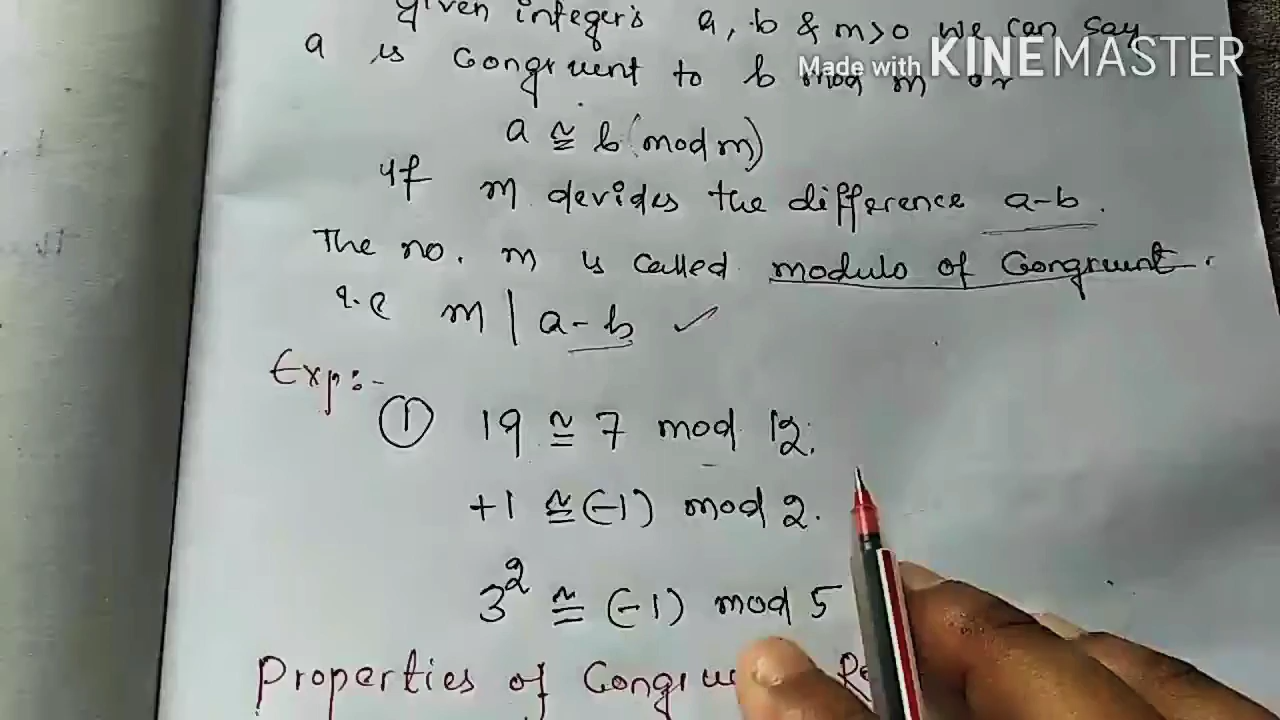 given integers a, b & m>0 we can say
Made with KINEMASTER
a is Congruent to b mod m or
a ≅ b (mod m)
if m devides the difference a-b.
The no. m is called modulo of Congruent.
i.e m | a-b ✓
Exp:-
① 19 ≅ 7 mod 12.
+1 ≅ (-1) mod 2.
3² ≅ (-1) mod 5
Properties of